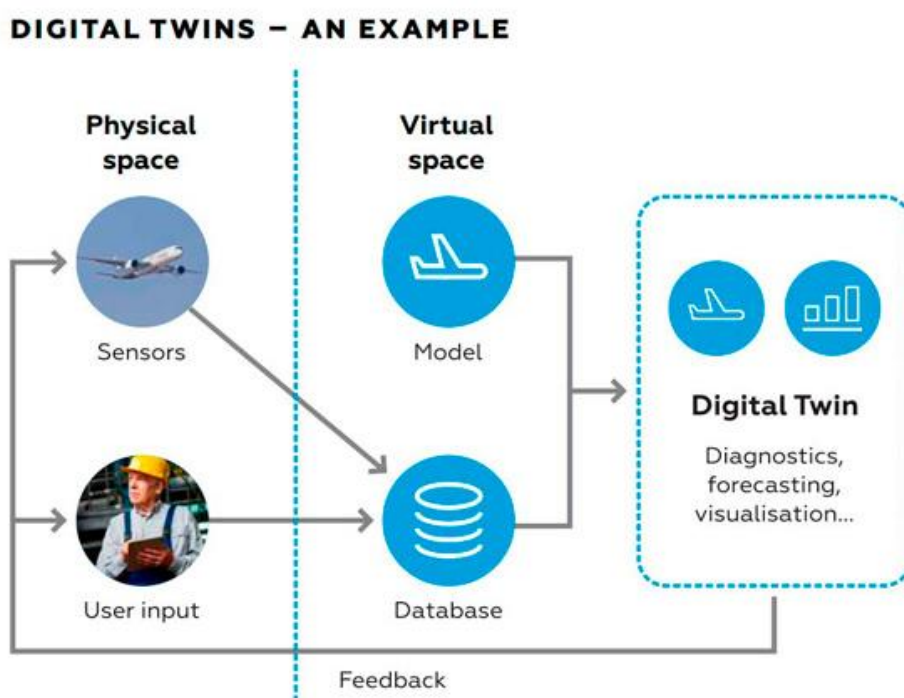 DIGITAL TWINS – AN EXAMPLE
Physical
space
Virtual
space
Sensors
Model
Digital Twin
Diagnostics,
forecasting,
visualisation...
User input
Database
Feedback